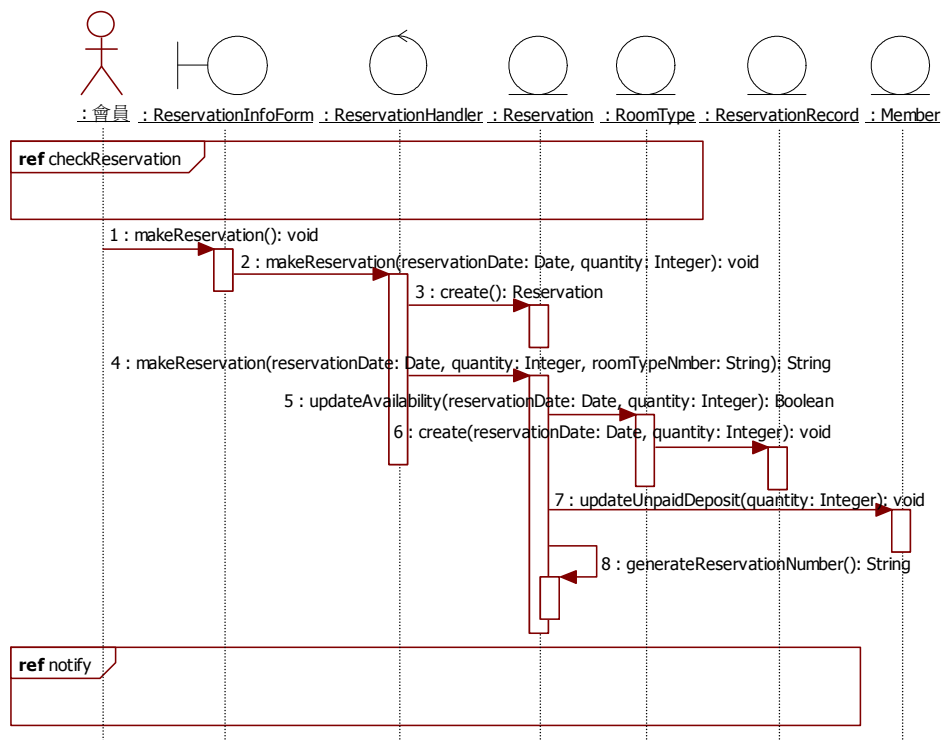 : 會員
: ReservationInfoForm
: ReservationHandler
: Reservation
: RoomType
: ReservationRecord
: Member
ref checkReservation
1 : makeReservation(): void
2 : makeReservation(reservationDate: Date, quantity: Integer): void
3 : create(): Reservation
4 : makeReservation(reservationDate: Date, quantity: Integer, roomTypeNmber: String): String
5 : updateAvailability(reservationDate: Date, quantity: Integer): Boolean
6 : create(reservationDate: Date, quantity: Integer): void
7 : updateUnpaidDeposit(quantity: Integer): void
8 : generateReservationNumber(): String
ref notify